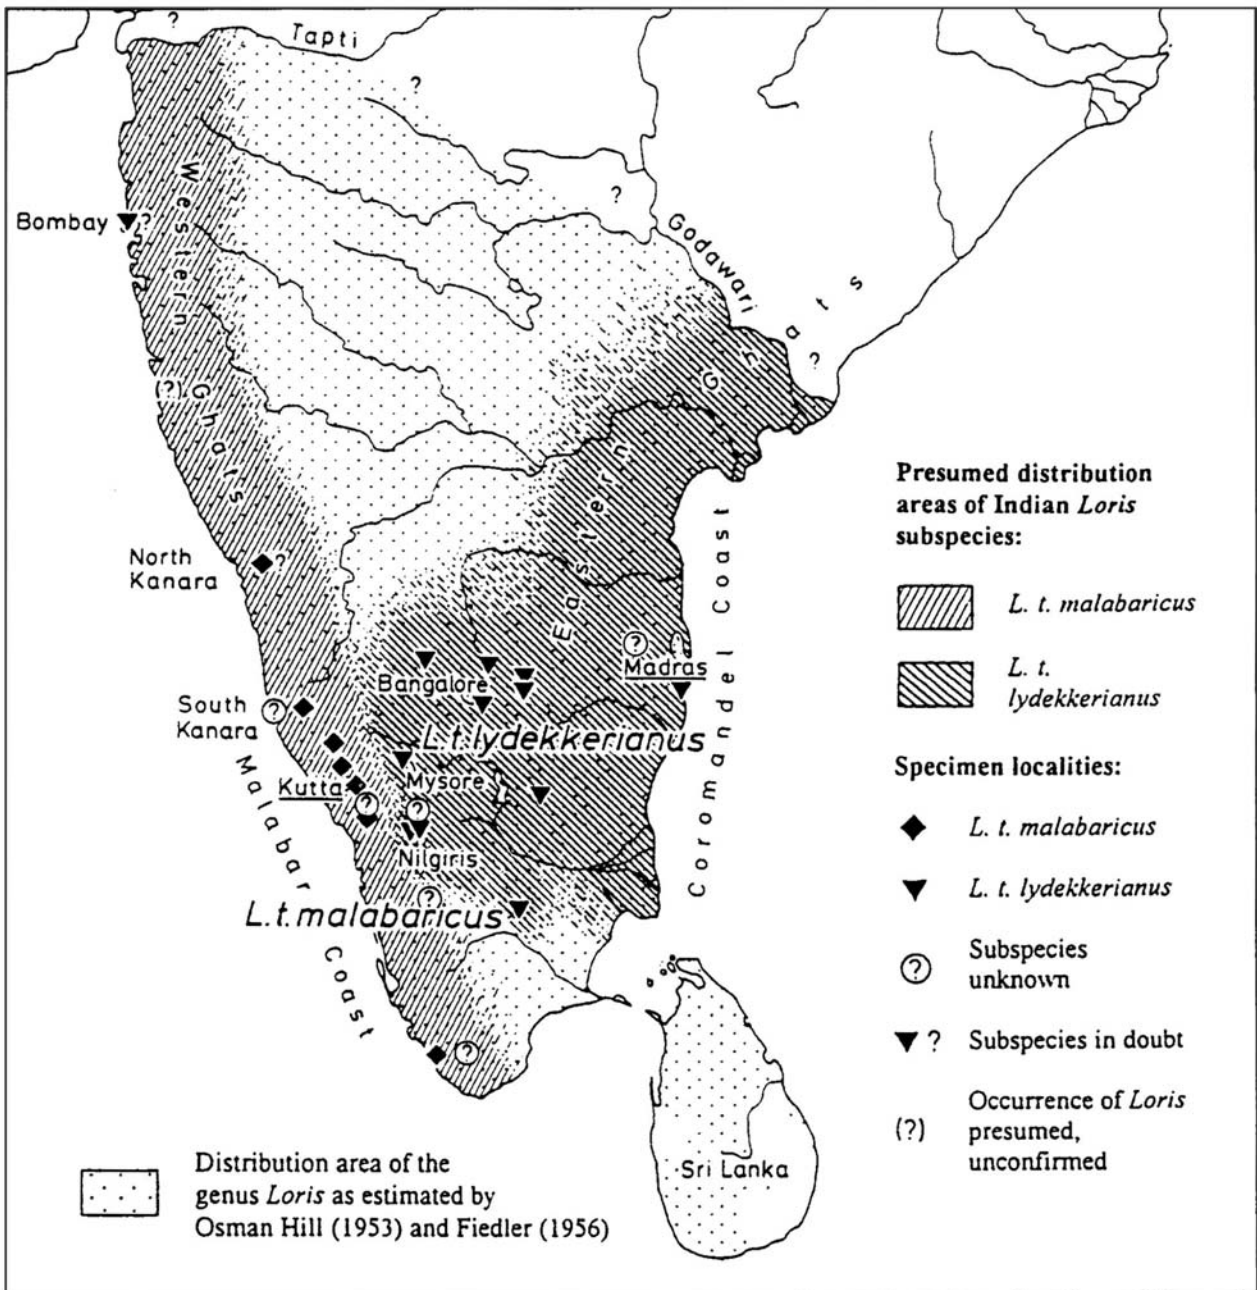 ?
Tapti
?
?
Western Ghats
Bombay
?
Godawari
Eastern Ghats
?
(?)
North
Kanara
?
Coromandel Coast
?
Madras
Bangalore
South
Kanara
?
L.t.lydekkerianus
Mysore
Kutta
?
?
Nilgiris
?
L.t.malabaricus
Malabar Coast
?
Sri Lanka
Presumed distribution
areas of Indian Loris
subspecies:
L. t. malabaricus
L. t.
lydekkerianus
Specimen localities:
L. t. malabaricus
L. t. lydekkerianus
?
Subspecies
unknown
? Subspecies in doubt
(?)
Occurrence of Loris
presumed,
unconfirmed
Distribution area of the
genus Loris as estimated by
Osman Hill (1953) and Fiedler (1956)